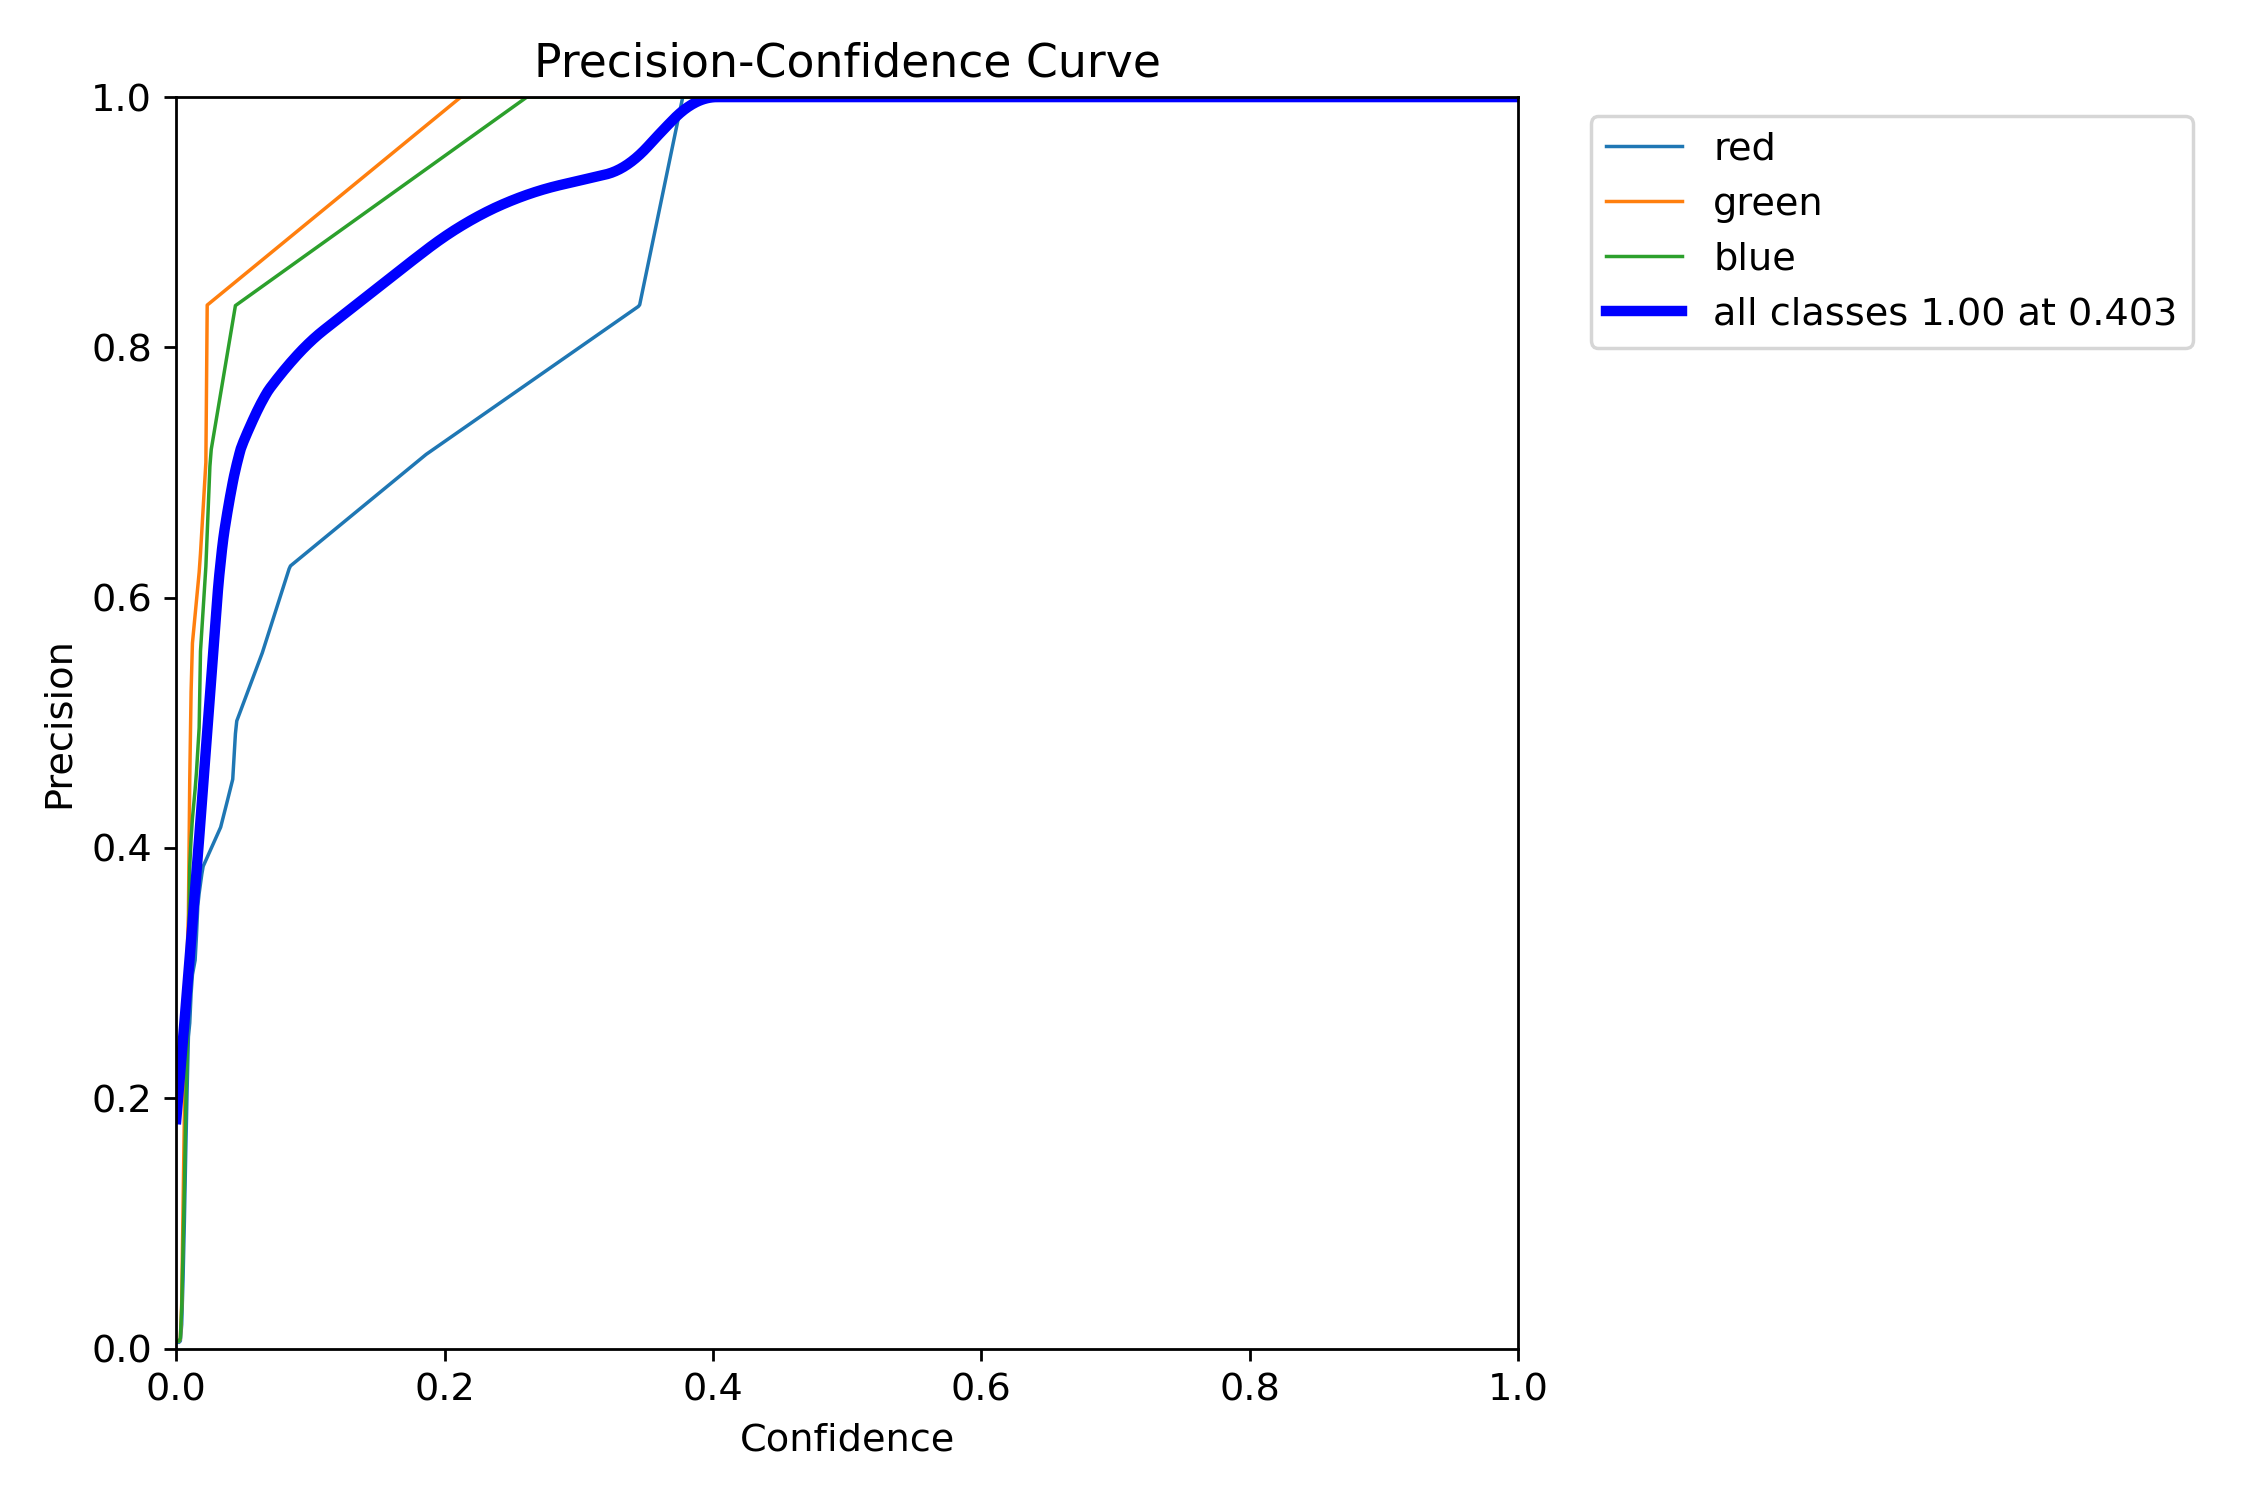 Precision-Confidence Curve
1.0
0.8
0.6
0.4
0.2
0.0
Precision
0.0 0.2 0.4 0.6 0.8 1.0
Confidence
red
green
blue
all classes 1.00 at 0.403